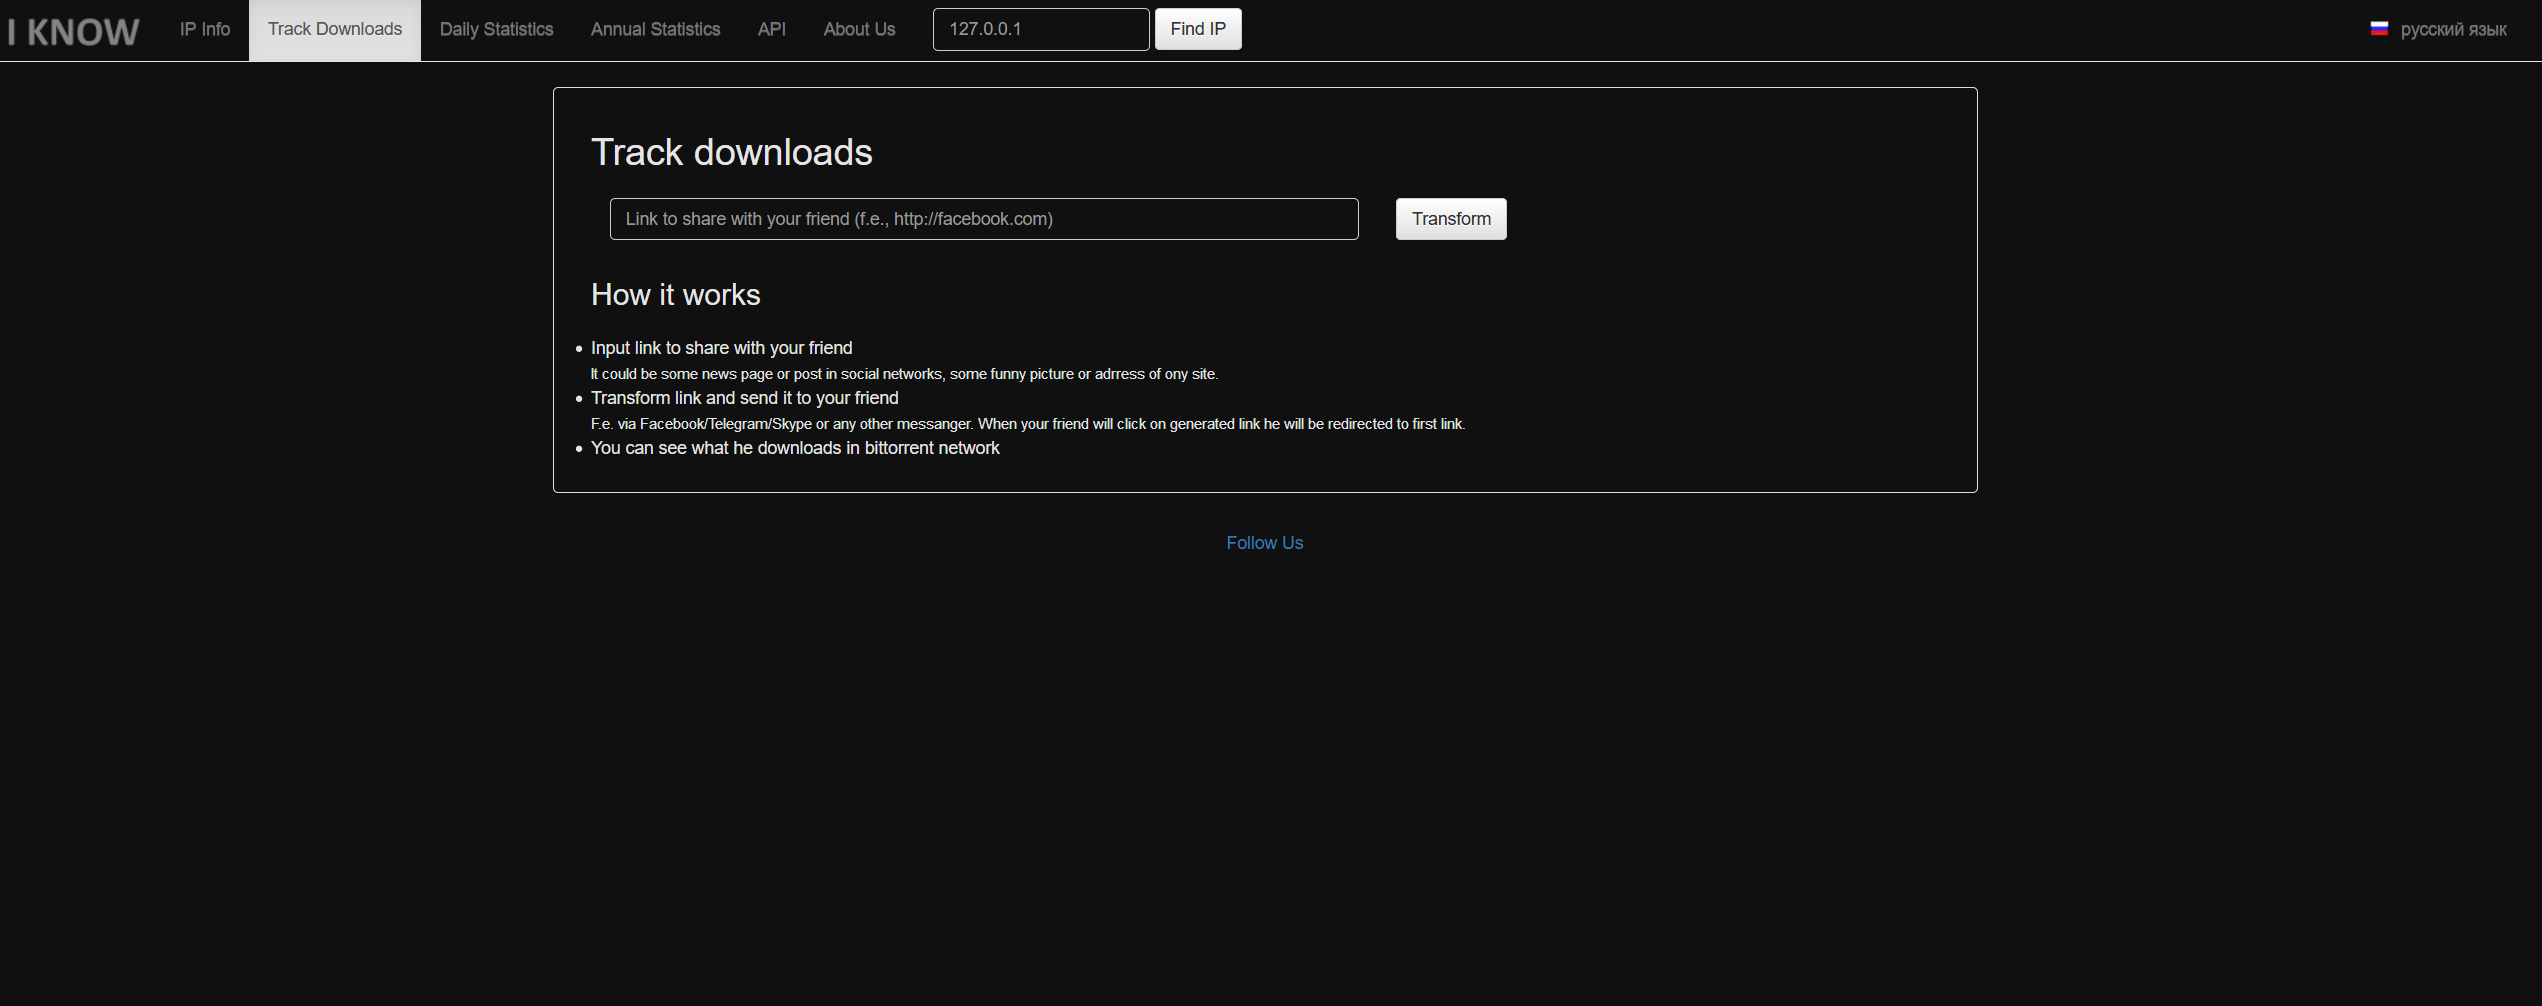 I KNOW
IP Info
Track Downloads
Daily Statistics
Annual Statistics
API
About Us
127.0.0.1
Find IP
русский язык
Track downloads
Link to share with your friend (f.e., http://facebook.com)
Transform
How it works
Input link to share with your friend
It could be some news page or post in social networks, some funny picture or adrress of ony site.
Transform link and send it to your friend
F.e. via Facebook/Telegram/Skype or any other messanger. When your friend will click on generated link he will be redirected to first link.
You can see what he downloads in bittorrent network
Follow Us